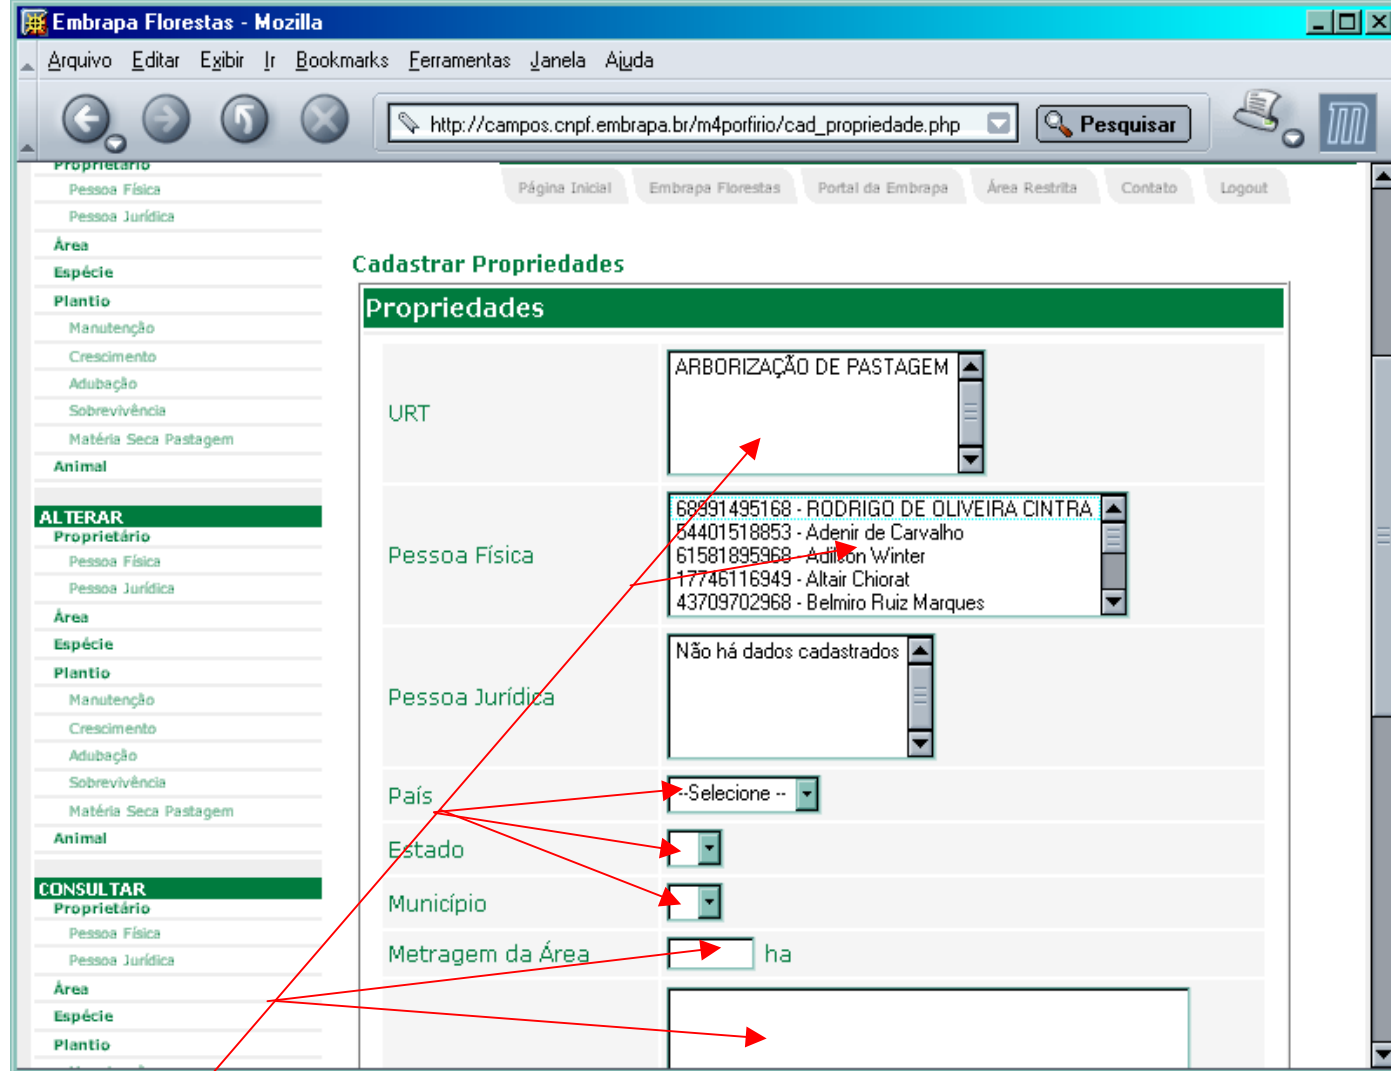 Embrapa Florestas - Mozilla
Arquivo Editar Exibir Ir Bookmarks Ferramentas Janela Ajuda
http://campos.cnpf.embrapa.br/m4porfirio/cad_propriedade.php Pesquisar
Proprietário
Pessoa Física
Pessoa Jurídica
Área
Espécie
Plantio
Manutenção
Crescimento
Adubação
Sobrevivência
Matéria Seca Pastagem
Animal
ALTERAR
Proprietário
Pessoa Física
Pessoa Jurídica
Área
Espécie
Plantio
Manutenção
Crescimento
Adubação
Sobrevivência
Matéria Seca Pastagem
Animal
CONSULTAR
Proprietário
Pessoa Física
Pessoa Jurídica
Área
Espécie
Plantio
Página Inicial Embrapa Florestas Portal da Embrapa Área Restrita Contato Logout
Cadastrar Propriedades
Propriedades
URT
ARBORIZAÇÃO DE PASTAGEM
Pessoa Física
68991495168 - RODRIGO DE OLIVEIRA CINTRA
54401518853 - Adenir de Carvalho
61581895968 - Adilson Winter
17746116949 - Altair Chiorat
43709702968 - Belmiro Ruiz Marques
Pessoa Jurídica
Não há dados cadastrados
País
--Selecione --
Estado
Município
Metragem da Área ha